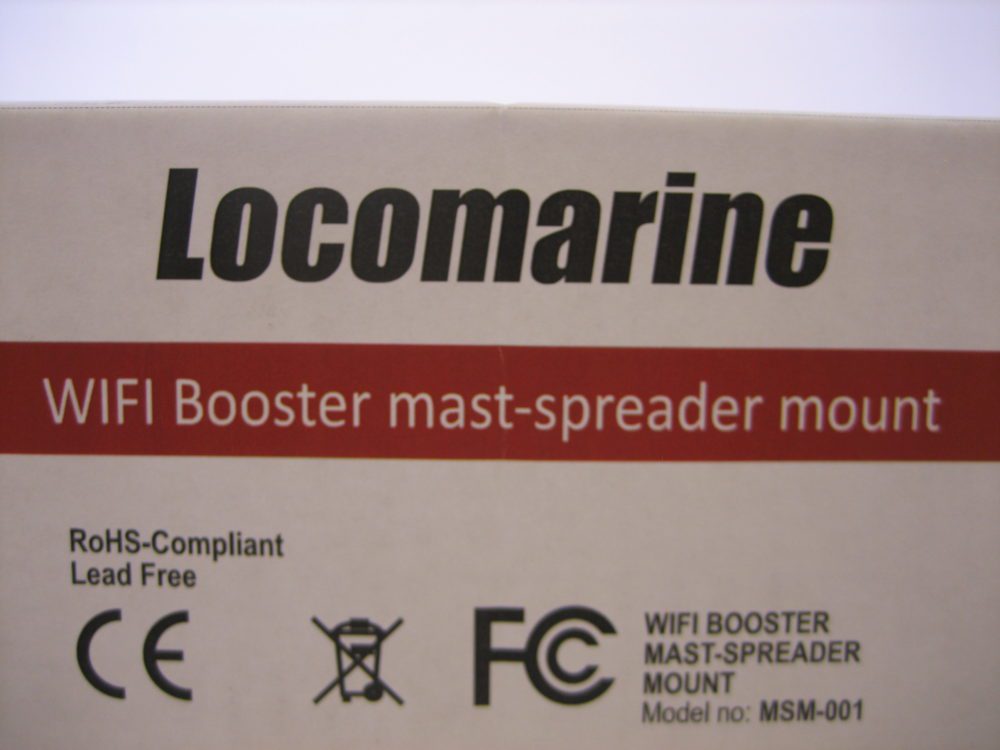 Locomarine
WIFI Booster mast-spreader mount
RoHS-Compliant
Lead Free
CE
FC
WIFI BOOSTER
MAST-SPREADER
MOUNT
Model no: MSM-001